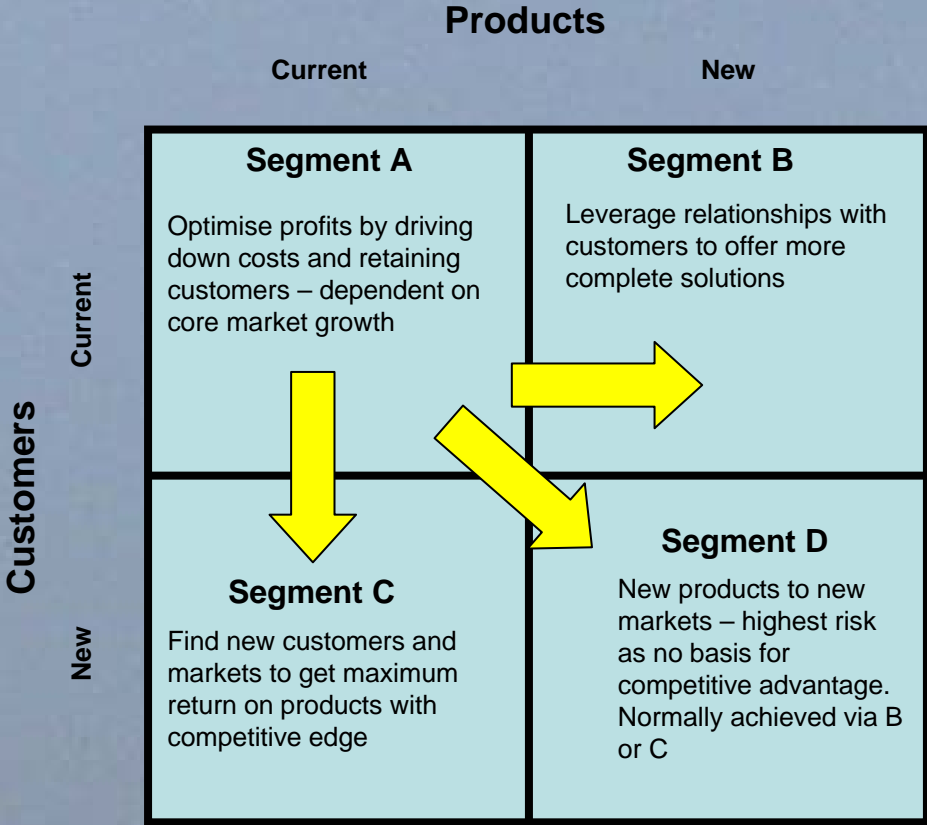 Products
Current
New
Customers
Current
New
Segment A
Optimise profits by driving
down costs and retaining
customers – dependent on
core market growth
Segment B
Leverage relationships with
customers to offer more
complete solutions
Segment C
Find new customers and
markets to get maximum
return on products with
competitive edge
Segment D
New products to new
markets – highest risk
as no basis for
competitive advantage.
Normally achieved via B
or C